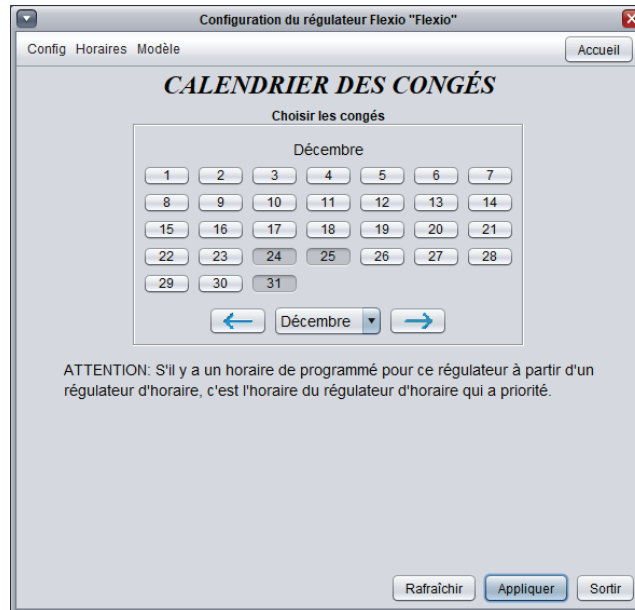 Configuration du régulateur Flexio "Flexio"
Config Horaires Modèle Accueil
CALENDRIER DES CONGÉS
Choisir les congés
Décembre
1 2 3 4 5 6 7
8 9 10 11 12 13 14
15 16 17 18 19 20 21
22 23 24 25 26 27 28
29 30 31
Décembre
ATTENTION: S'il y a un horaire de programmé pour ce régulateur à partir d'un
régulateur d'horaire, c'est l'horaire du régulateur d'horaire qui a priorité.
Rafraîchir Appliquer Sortir